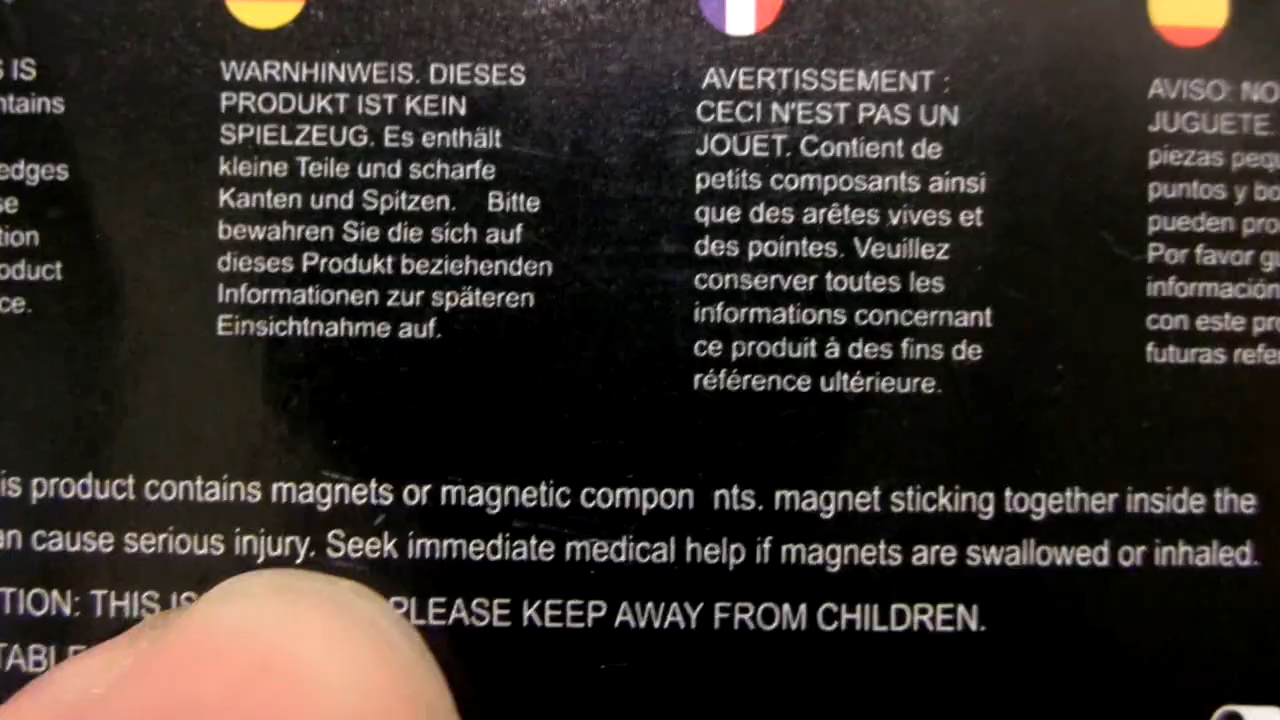 S IS
ntains
edges
se
tion
oduct
ce.
WARNHINWEIS. DIESES
PRODUKT IST KEIN
SPIELZEUG. Es enthält
kleine Teile und scharfe
Kanten und Spitzen. Bitte
bewahren Sie die sich auf
dieses Produkt beziehenden
Informationen zur späteren
Einsichtnahme auf.
AVERTISSEMENT :
CECI N'EST PAS UN
JOUET. Contient de
petits composants ainsi
que des arêtes vives et
des pointes. Veuillez
conserver toutes les
informations concernant
ce produit à des fins de
référence ultérieure.
AVISO: NO
JUGUETE.
piezas peq
puntos y bo
pueden pro
Por favor gu
información
con este pr
futuras refe
is product contains magnets or magnetic compon nts. magnet sticking together inside the
an cause serious injury. Seek immediate medical help if magnets are swallowed or inhaled.
TION: THIS IS PLEASE KEEP AWAY FROM CHILDREN.
TABLE